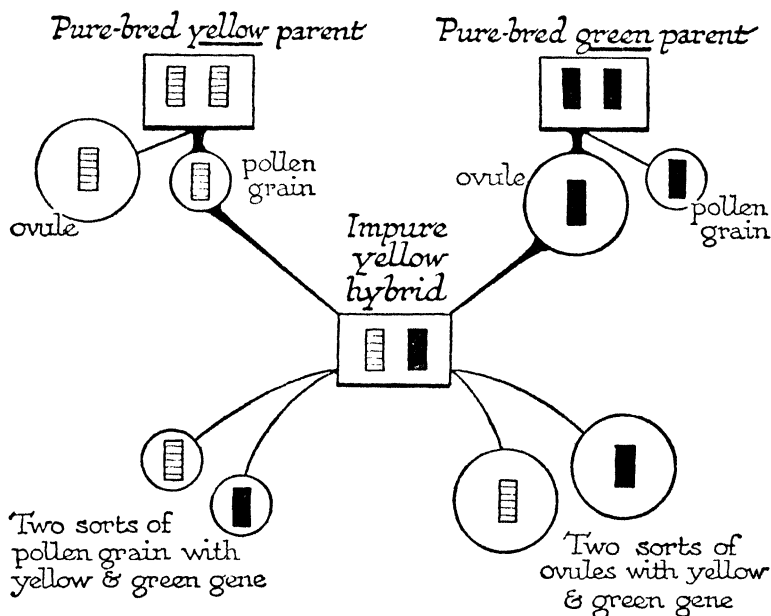 Pure-bred yellow parent
Pure-bred green parent
pollen
grain
ovule
ovule
pollen
grain
Impure
yellow
hybrid
Two sorts of
pollen grain with
yellow & green gene
Two sorts of
ovules with yellow
& green gene